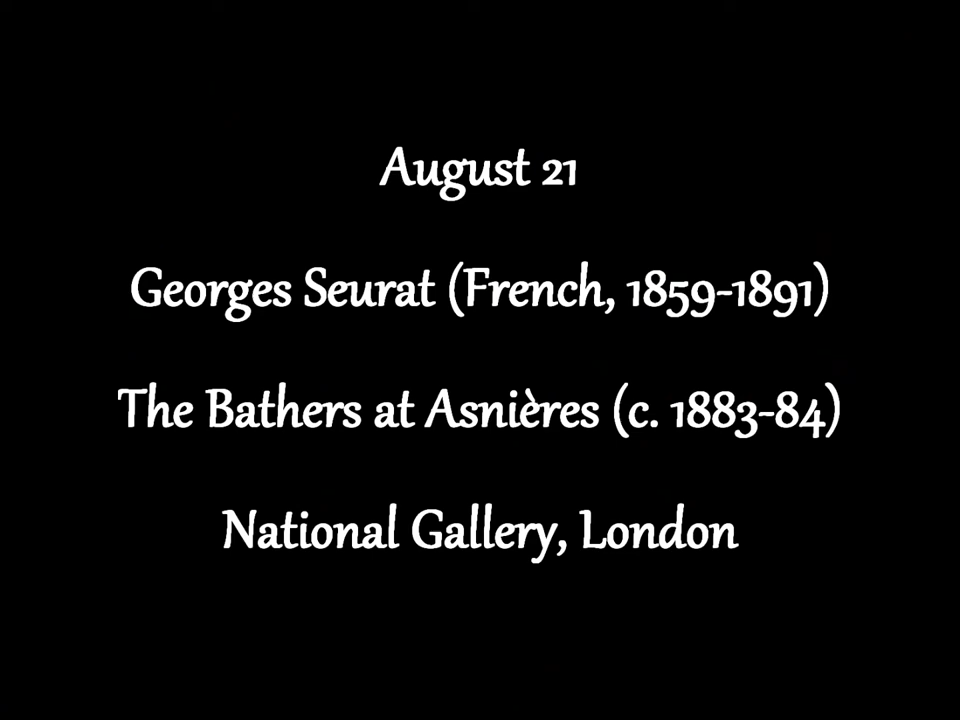 August 21
Georges Seurat (French, 1859-1891)
The Bathers at Asnières (c. 1883-84)
National Gallery, London